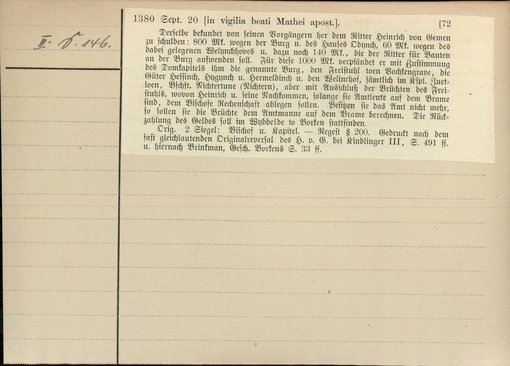 II. S. 146.
1380 Sept. 20 [in vigilia beati Mathei apost.]. [72
Derselbe bekundet von seinen Vorgängern her dem Ritter Heinrich von Gemen
zu schulden: 800 Mk. wegen der Burg u. des Hauses Odynch, 60 Mk. wegen des
dabei gelegenen Welynchhoves u. dazu noch 140 Mk., die der Ritter für Bauten
an der Burg aufwenden soll. Für diese 1000 Mk. verpfändet er mit Zustimmung
des Domkapitels ihm die genannte Burg, den Freistuhl toen Vochtengrave, die
Güter Hessinch, Huginch u. Hermeldinch u. den Welinchof, sämtlich im Kspl. Suet-
loen, Bschft. Richtertune (Richtern), aber mit Ausschluß der Brüchten des Frei-
stuhls, wovon Heinrich u. seine Nachkommen, solange sie Amtleute auf dem Brame
sind, dem Bischofe Rechenschaft ablegen sollen. Besitzen sie das Amt nicht mehr,
so sollen sie die Brüchte dem Amtmanne auf dem Brame berechnen. Die Rück-
zahlung des Geldes soll im Wybbelde to Borken stattfinden.
Orig. 2 Siegel: Bischof u. Kapitel. — Regest § 200. Gedruckt nach dem
fast gleichlautenden Originalreversal des H. v. G. bei Kindlinger III, S. 491 ff.
u. hiernach Brinkman, Gesch. Borkens S. 33 ff.